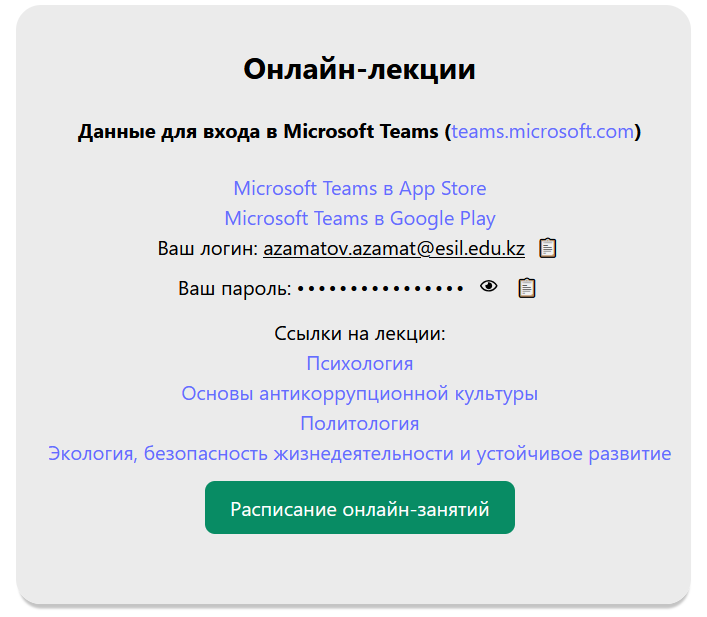 Онлайн-лекции
Данные для входа в Microsoft Teams (teams.microsoft.com)
Microsoft Teams в App Store
Microsoft Teams в Google Play
Ваш логин: azamatov.azamat@esil.edu.kz
Ваш пароль: ••••••••••••••••
Ссылки на лекции:
Психология
Основы антикоррупционной культуры
Политология
Экология, безопасность жизнедеятельности и устойчивое развитие
Расписание онлайн-занятий